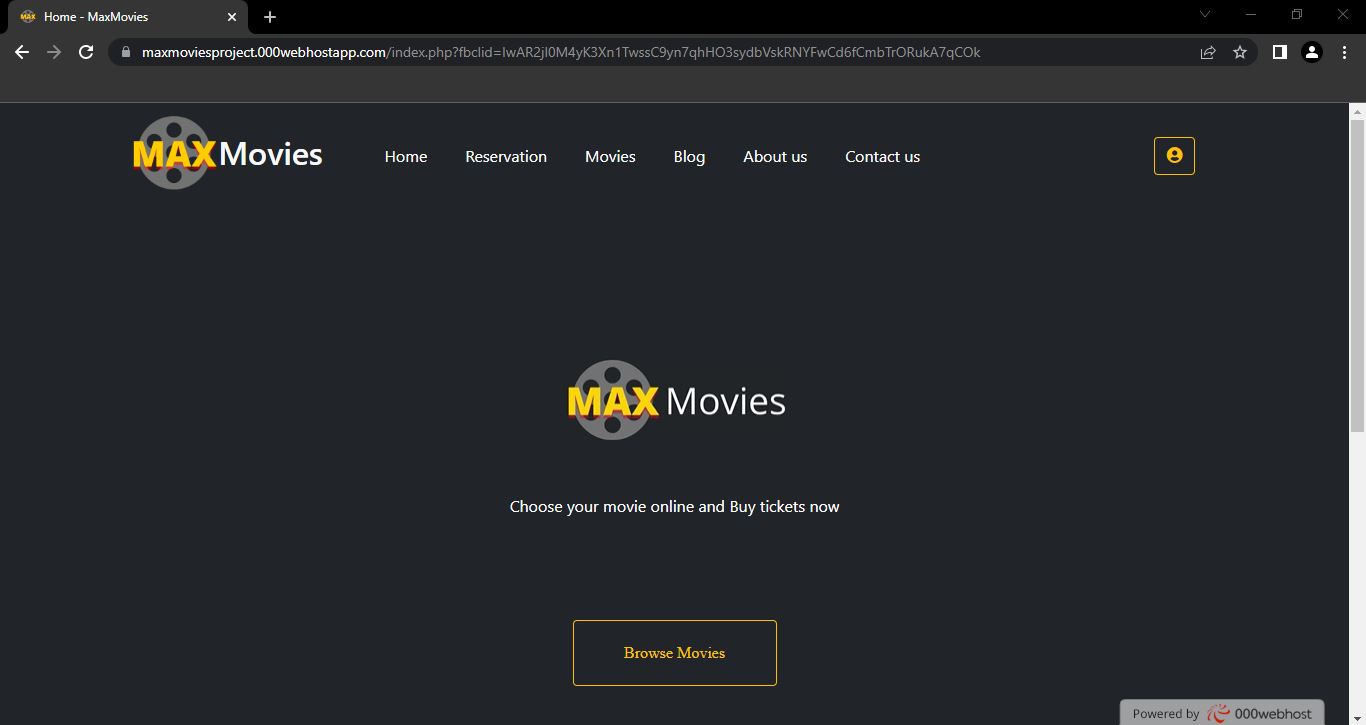 MAX Home - MaxMovies
maxmoviesproject.000webhostapp.com/index.php?fbclid=IwAR2jl0M4yK3Xn1TwssC9yn7qhHO3sydbVskRNYFwCd6fCmbTrORukA7qCOk
MAX Movies Home Reservation Movies Blog About us Contact us
MAX Movies
Choose your movie online and Buy tickets now
Browse Movies
Powered by 000webhost